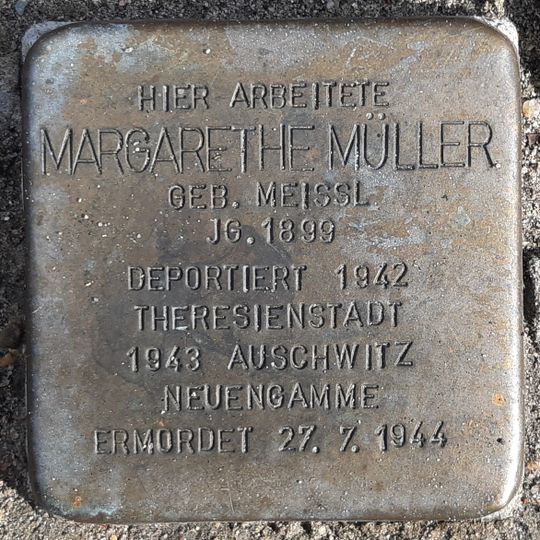 HIER ARBEITETE
MARGARETHE MÜLLER
GEB. MEISSL
JG. 1899
DEPORTIERT 1942
THERESIENSTADT
1943 AUSCHWITZ
NEUENGAMME
ERMORDET 27. 7. 1944